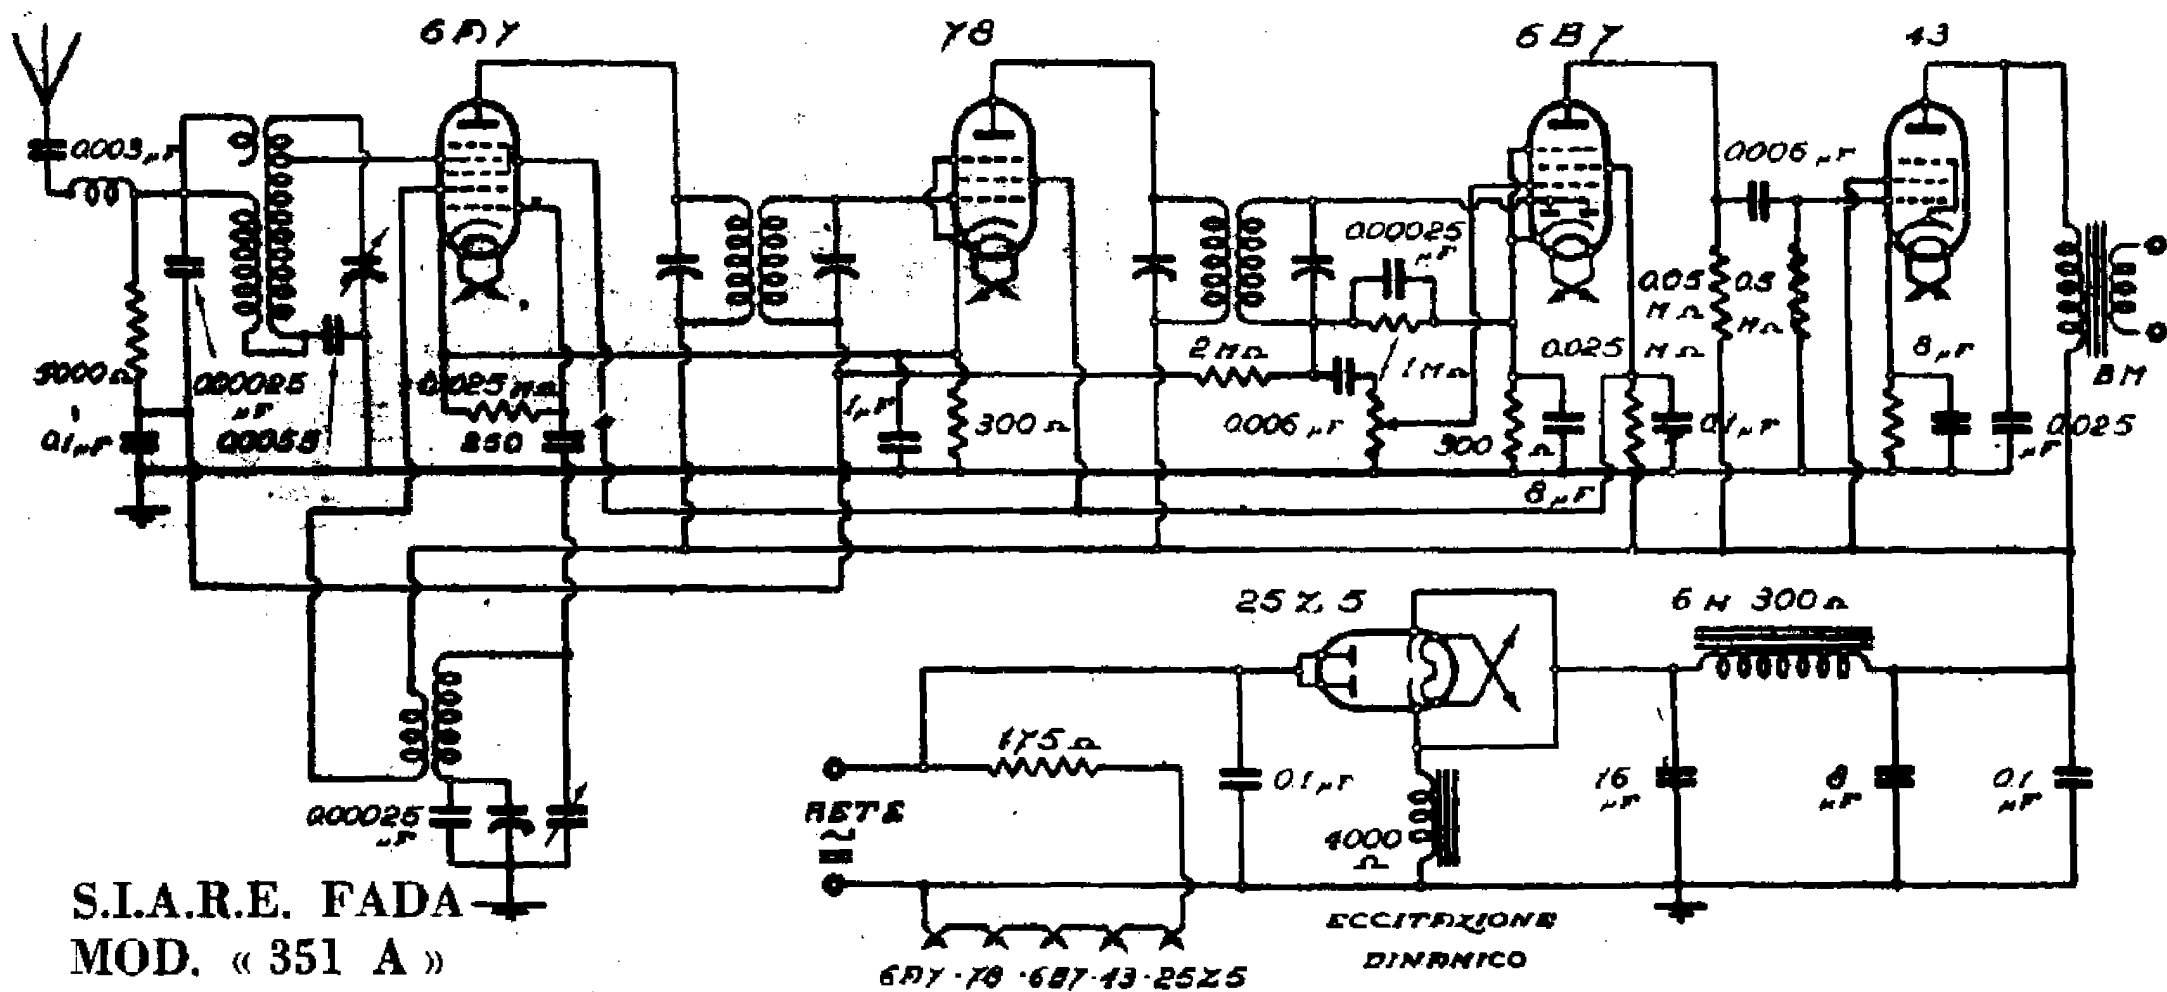 6A7
78
6B7
43
0.003 µF
0.006 µF
0.00025
µF
0.05
MΩ
0.5
MΩ
5000 Ω
0.00025
µF
0.025 MΩ
1 µF
2 MΩ
1 MΩ
0.025
MΩ
8 µF
BM
0.1 µF
0.00055
250
300 Ω
0.006 µF
300 Ω
0.1 µF
0.025
µF
8 µF
25Z5
6 H 300 Ω
175 Ω
0.1 µF
16
µF
8
µF
0.1
µF
RETE
~
=
0.00025
µF
4000
Ω
S.I.A.R.E. FADA
MOD. « 351 A »
ECCITAZIONE
DINAMICO
6A7·78·6B7·43·25Z5